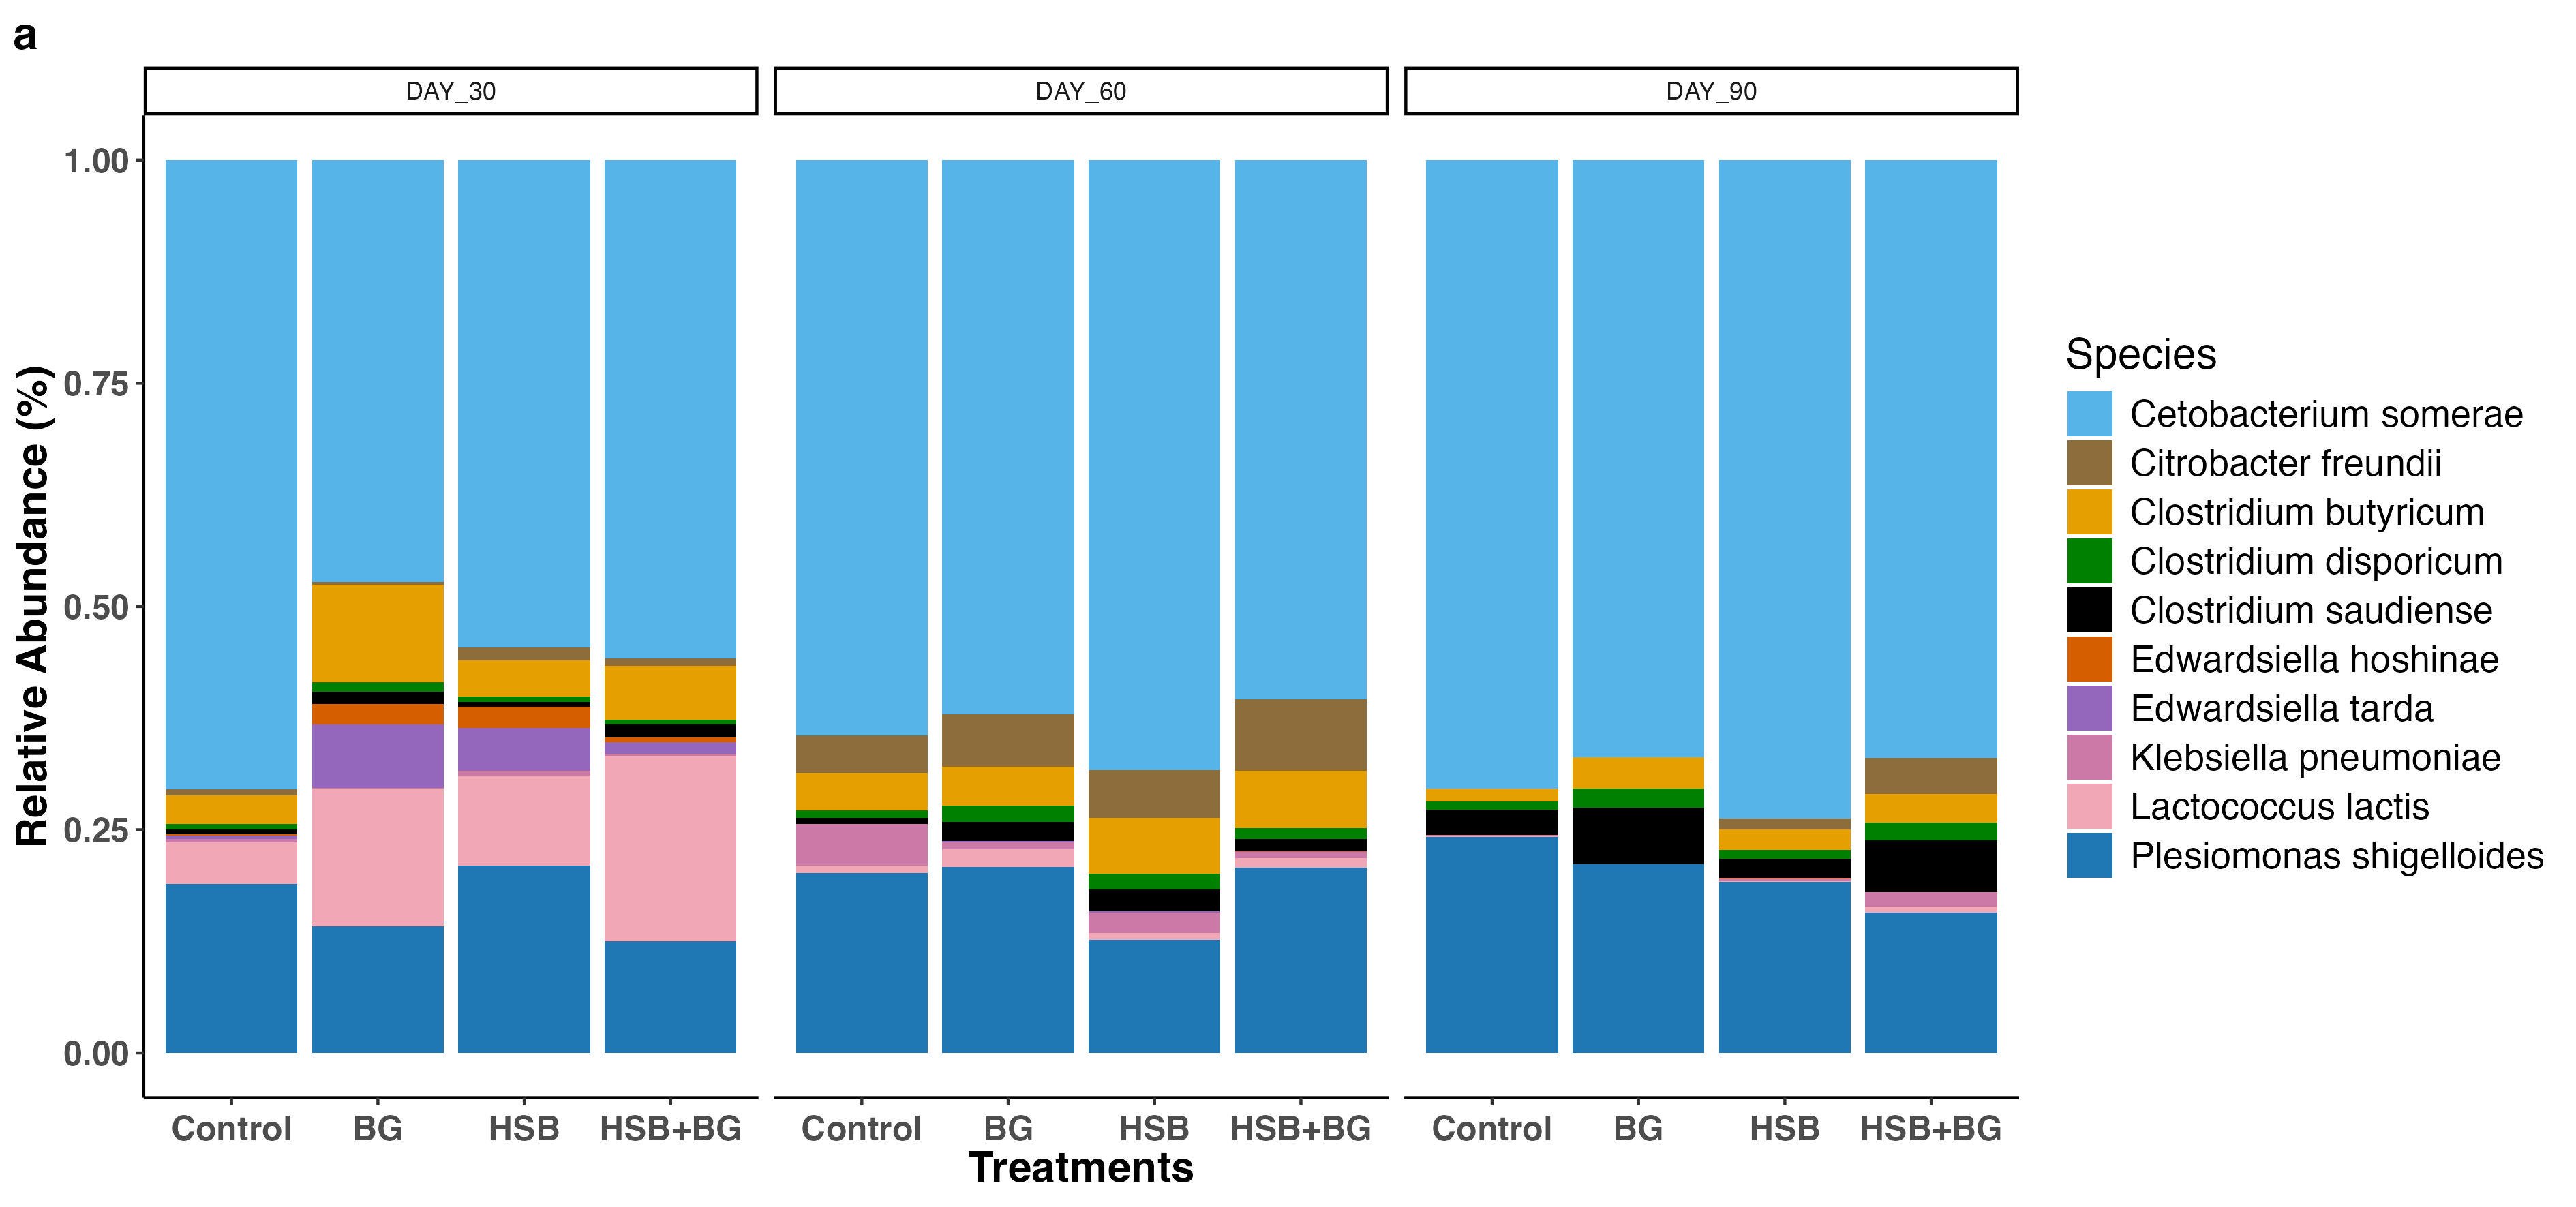 a
DAY_30 DAY_60 DAY_90
1.00
0.75
0.50
0.25
0.00
Relative Abundance (%)
Control BG HSB HSB+BG Control BG HSB HSB+BG Control BG HSB HSB+BG
Treatments
Species
Cetobacterium somerae
Citrobacter freundii
Clostridium butyricum
Clostridium disporicum
Clostridium saudiense
Edwardsiella hoshinae
Edwardsiella tarda
Klebsiella pneumoniae
Lactococcus lactis
Plesiomonas shigelloides